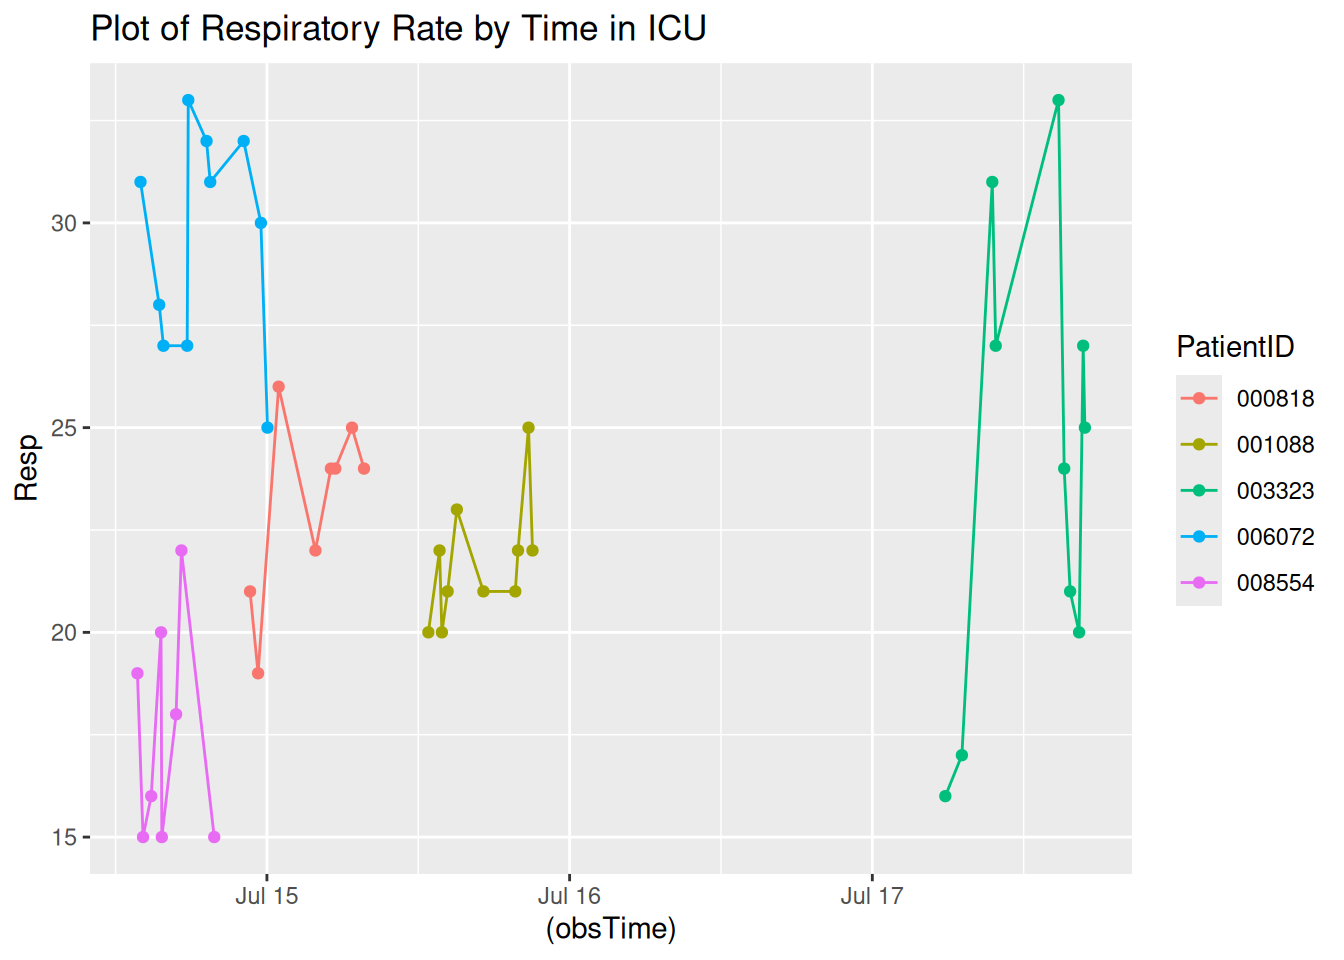 Plot of Respiratory Rate by Time in ICU
Resp
30
25
20
15
Jul 15
Jul 16
Jul 17
(obsTime)
PatientID
000818
001088
003323
006072
008554